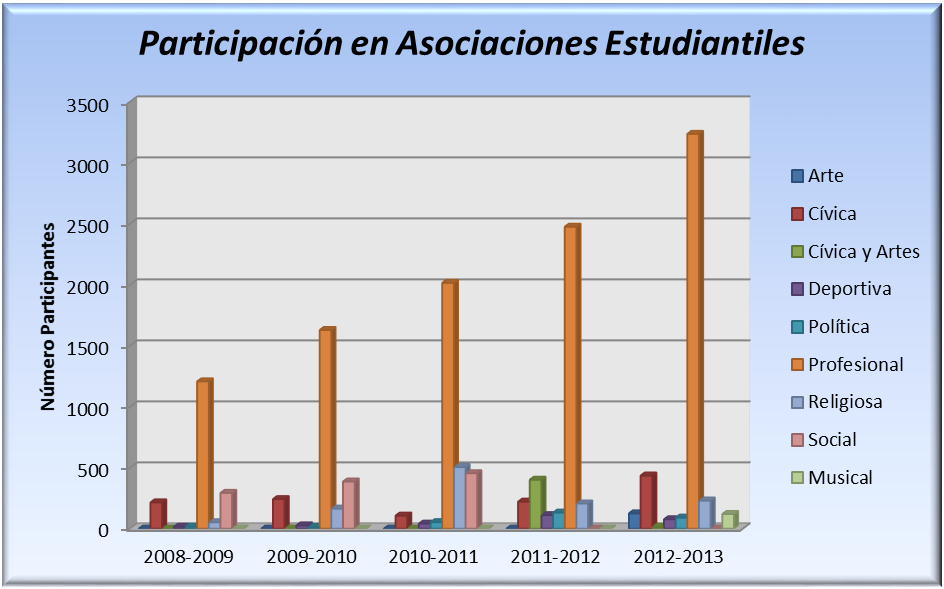 Participación en Asociaciones Estudiantiles
Número Participantes
3500
3000
2500
2000
1500
1000
500
0
2008-2009
2009-2010
2010-2011
2011-2012
2012-2013
Arte
Cívica
Cívica y Artes
Deportiva
Política
Profesional
Religiosa
Social
Musical